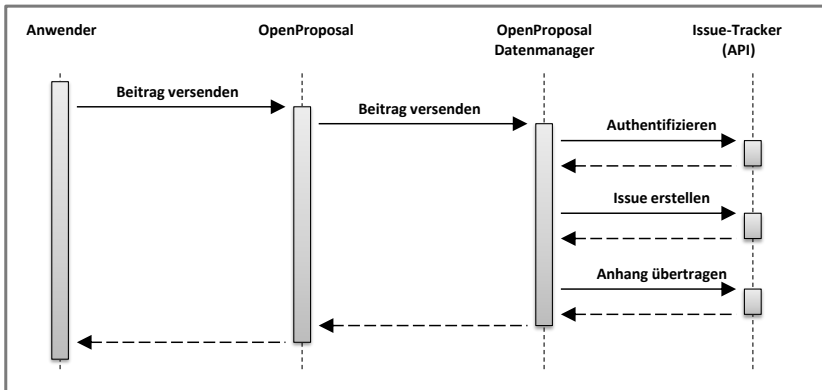 Anwender
OpenProposal
OpenProposal
Datenmanager
Issue-Tracker
(API)
Beitrag versenden
Beitrag versenden
Authentifizieren
Issue erstellen
Anhang übertragen